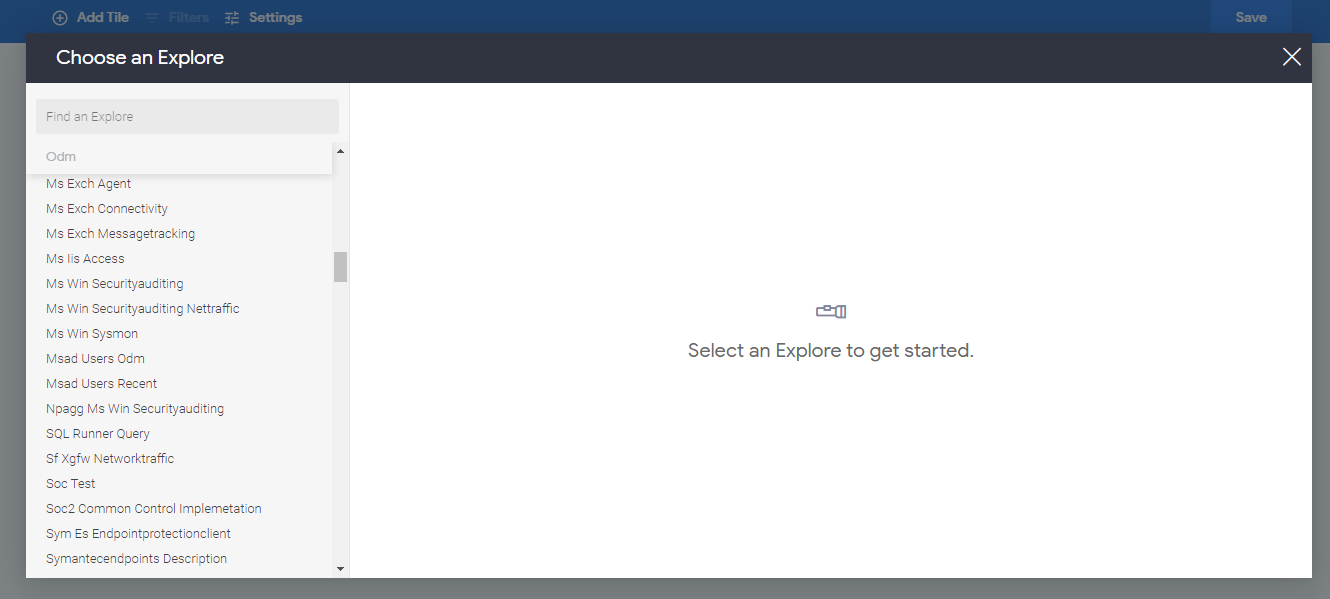 Add Tile Filters Settings Save
Choose an Explore
Find an Explore
Odm
Ms Exch Agent
Ms Exch Connectivity
Ms Exch Messagetracking
Ms Iis Access
Ms Win Securityauditing
Ms Win Securityauditing Nettraffic
Ms Win Sysmon
Msad Users Odm
Msad Users Recent
Npagg Ms Win Securityauditing
SQL Runner Query
Sf Xgfw Networktraffic
Soc Test
Soc2 Common Control Implemetation
Sym Es Endpointprotectionclient
Symantecendpoints Description
Select an Explore to get started.